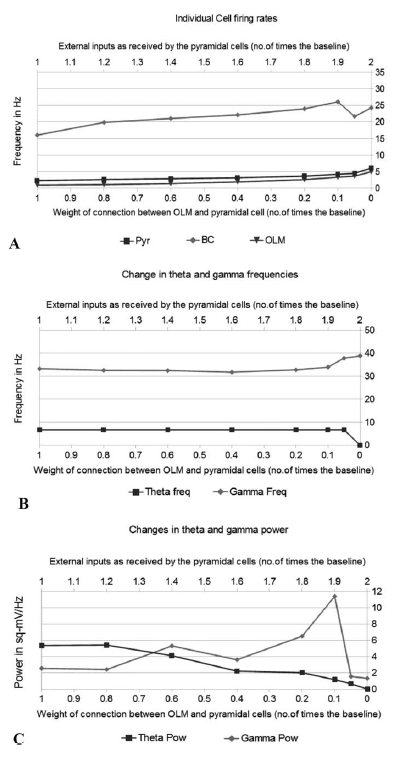 Individual Cell firing rates
External inputs as received by the pyramidal cells (no.of times the baseline)
1 1.1 1.2 1.3 1.4 1.5 1.6 1.7 1.8 1.9 2
Frequency in Hz
35
30
25
20
15
10
5
0
1 0.9 0.8 0.7 0.6 0.5 0.4 0.3 0.2 0.1 0
Weight of connection between OLM and pyramidal cell (no.of times the baseline)
A
Pyr BC OLM
Change in theta and gamma frequencies
External inputs as received by the pyramidal cells (no.of times the baseline)
1 1.1 1.2 1.3 1.4 1.5 1.6 1.7 1.8 1.9 2
Frequency in Hz
50
40
30
20
10
0
1 0.9 0.8 0.7 0.6 0.5 0.4 0.3 0.2 0.1 0
Weight of connection between OLM and pyramidal cells (no.of times the baseline)
B
Theta freq Gamma Freq
Changes in theta and gamma power
External inputs as received by the pyramidal cells (no.of times the baseline)
1 1.1 1.2 1.3 1.4 1.5 1.6 1.7 1.8 1.9 2
Power in sq-mV/Hz
12
10
8
6
4
2
0
1 0.9 0.8 0.7 0.6 0.5 0.4 0.3 0.2 0.1 0
Weight of connection between OLM and pyramidal cells (no.of times the baseline)
C
Theta Pow Gamma Pow